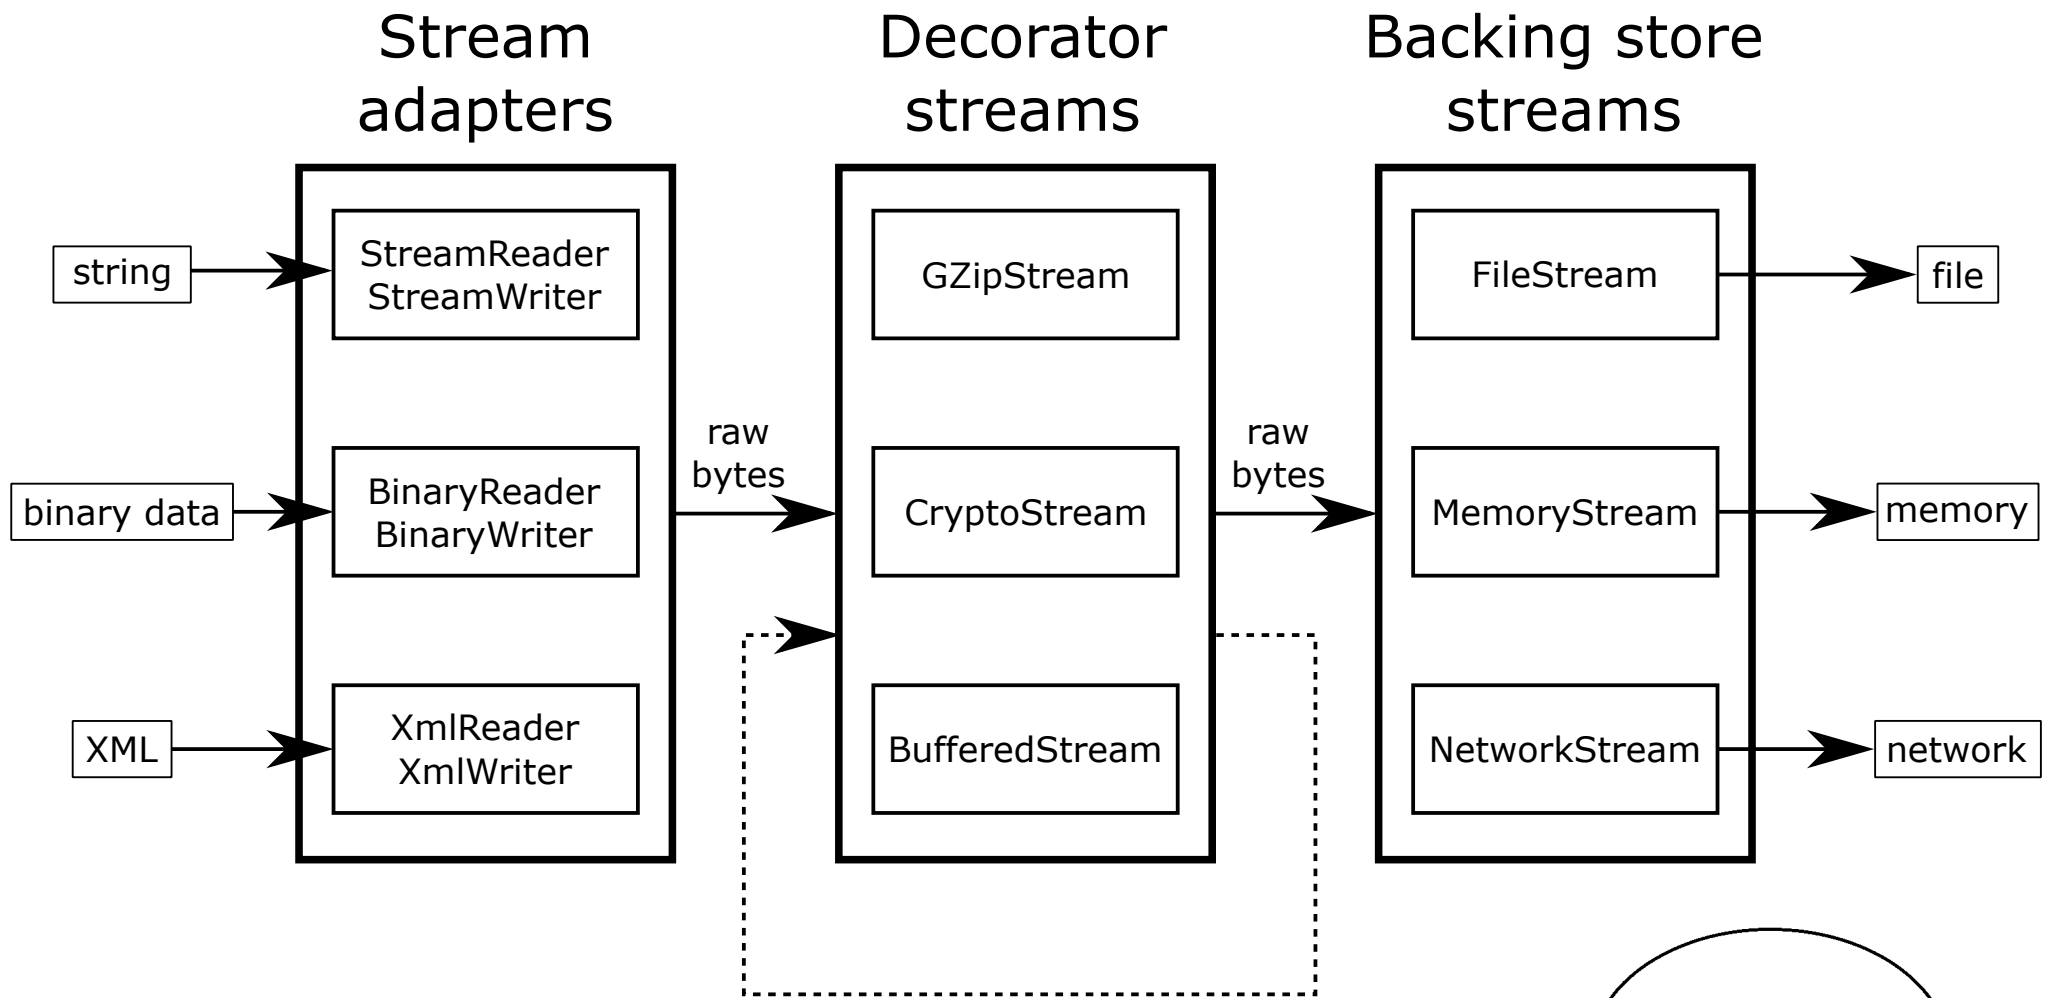 Stream
adapters
Decorator
streams
Backing store
streams
string
StreamReader
StreamWriter
GZipStream
FileStream
file
raw
bytes
raw
bytes
binary data
BinaryReader
BinaryWriter
CryptoStream
MemoryStream
memory
XML
XmlReader
XmlWriter
BufferedStream
NetworkStream
network